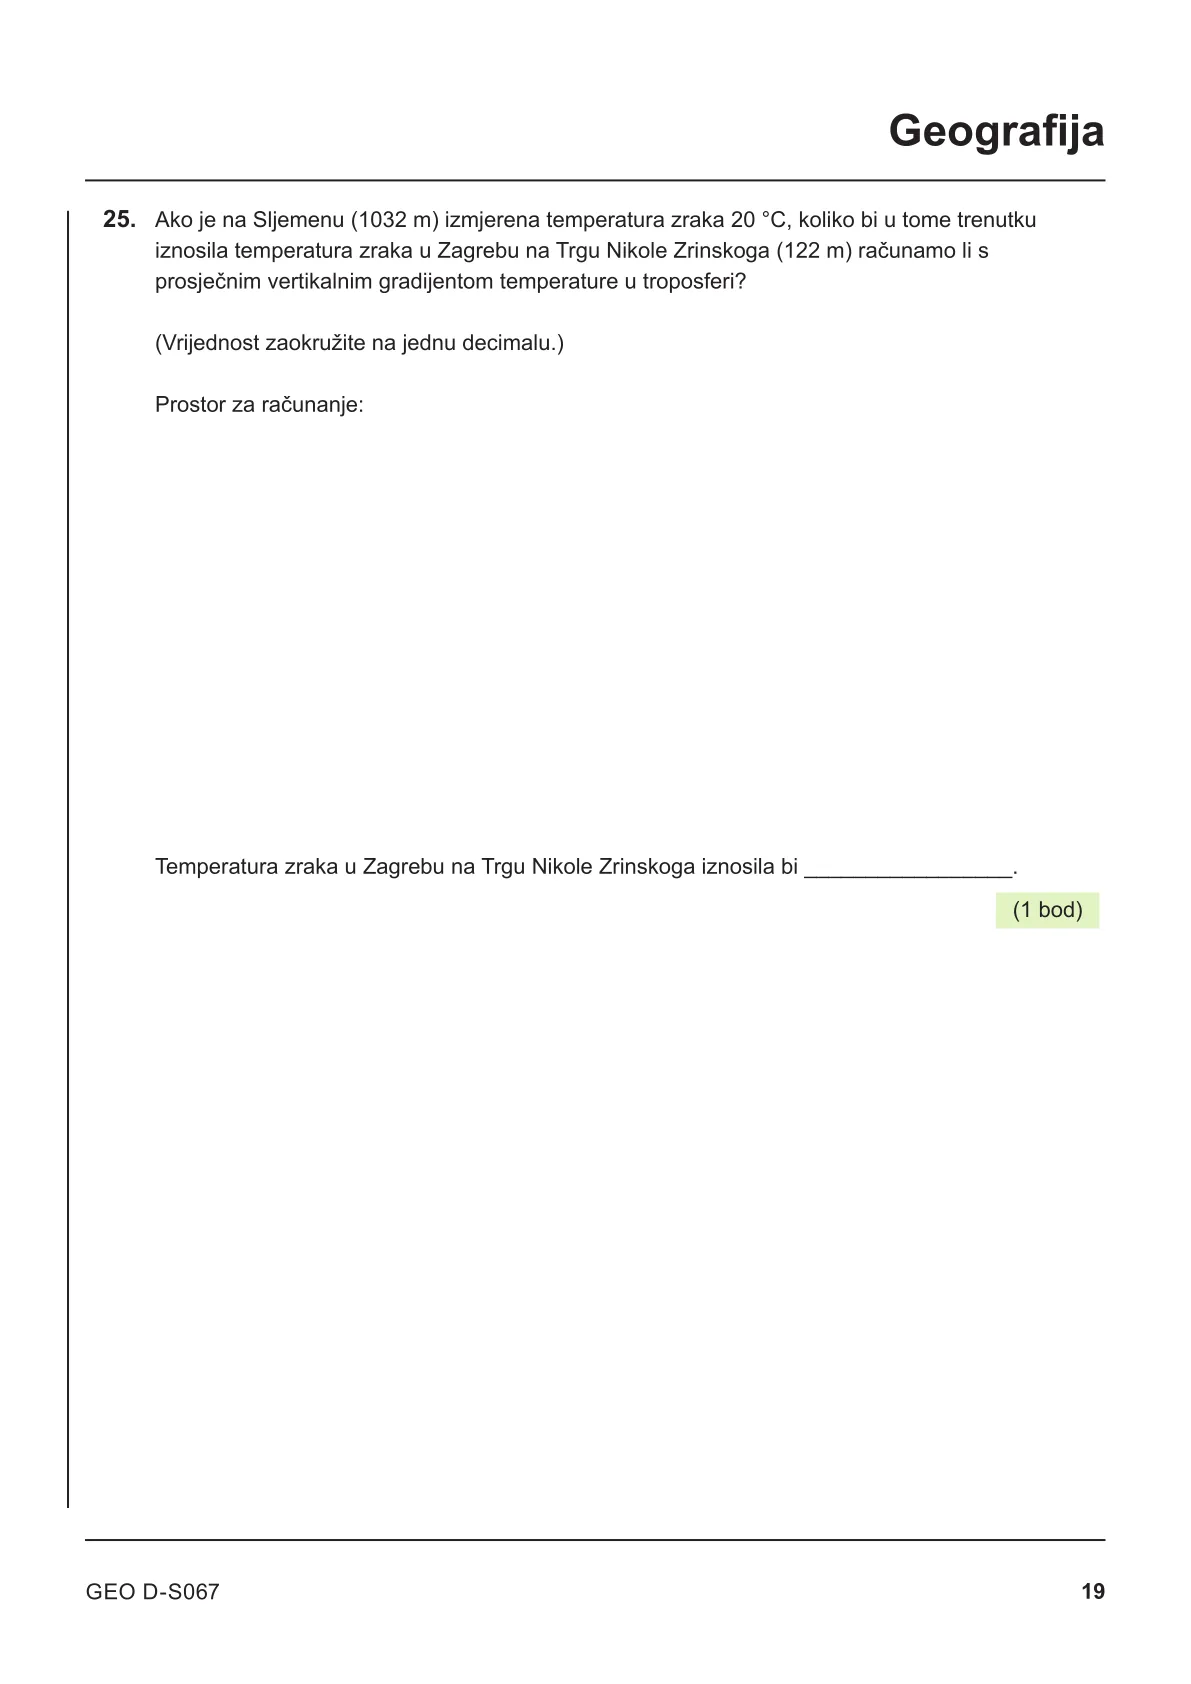 Geografija
25. Ako je na Sljemenu (1032 m) izmjerena temperatura zraka 20 °C, koliko bi u tome trenutku
iznosila temperatura zraka u Zagrebu na Trgu Nikole Zrinskoga (122 m) računamo li s
prosječnim vertikalnim gradijentom temperature u troposferi?
(Vrijednost zaokružite na jednu decimalu.)
Prostor za računanje:
Temperatura zraka u Zagrebu na Trgu Nikole Zrinskoga iznosila bi _________________.
(1 bod)
GEO D-S067
19